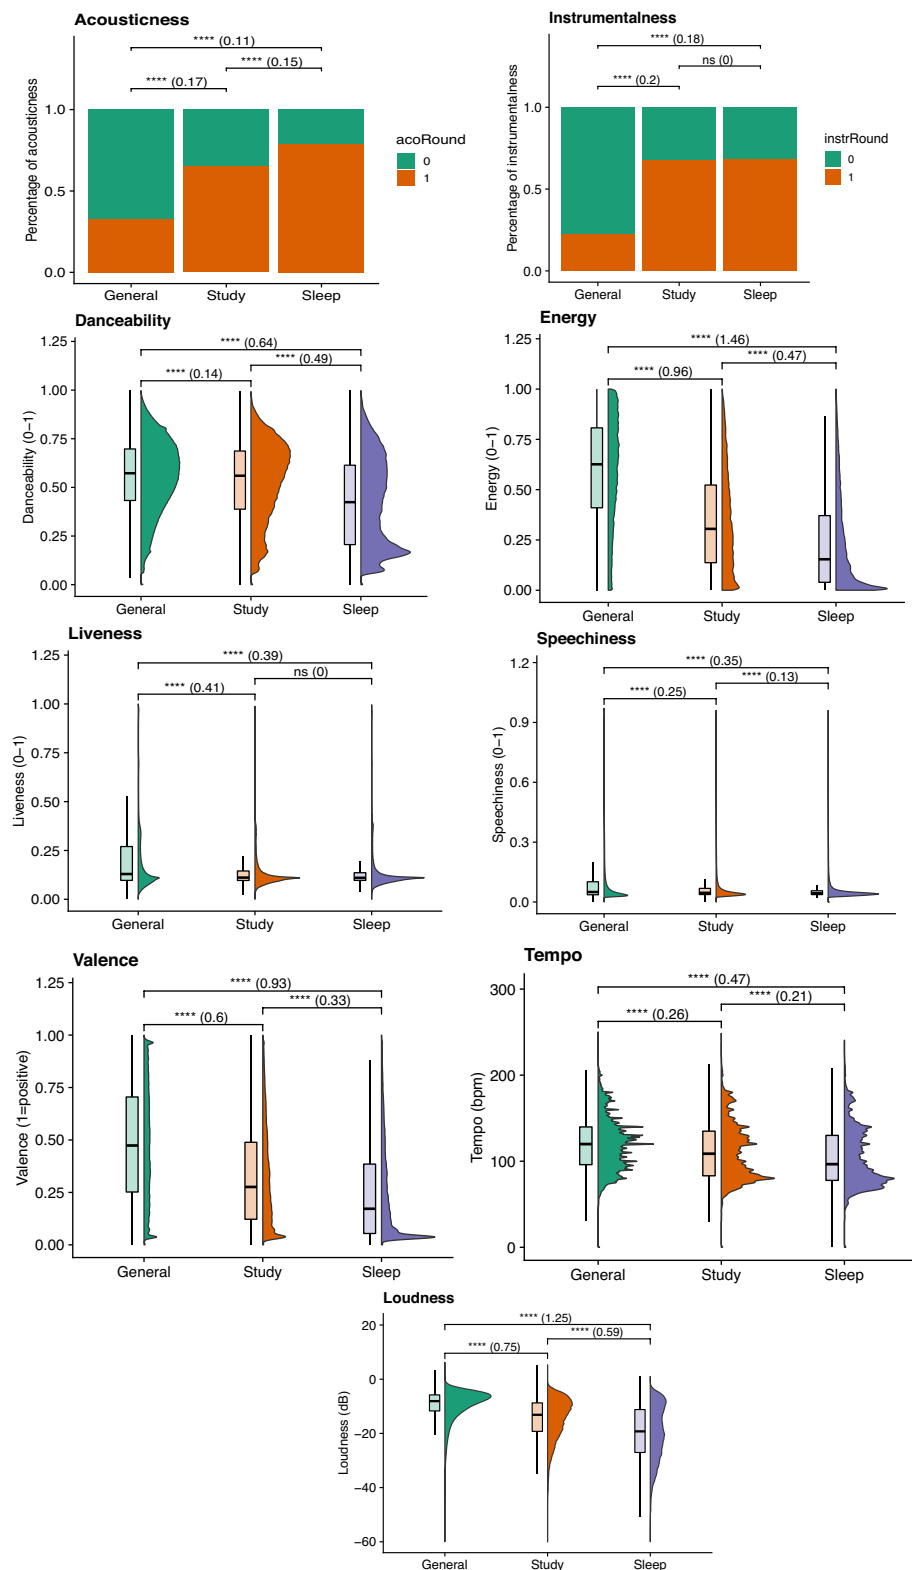 Acousticness
**** (0.11)
**** (0.15)
**** (0.17)
Percentage of acousticness
1.0
0.5
0.0
General Study Sleep
acoRound
0
1
Instrumentalness
**** (0.18)
ns (0)
**** (0.2)
Percentage of instrumentalness
1.0
0.5
0.0
General Study Sleep
instrRound
0
1
Danceability
**** (0.64)
**** (0.49)
**** (0.14)
Danceability (0−1)
1.25
1.00
0.75
0.50
0.25
0.00
General Study Sleep
Energy
**** (1.46)
**** (0.47)
**** (0.96)
Energy (0−1)
1.25
1.00
0.75
0.50
0.25
0.00
General Study Sleep
Liveness
**** (0.39)
ns (0)
**** (0.41)
Liveness (0−1)
1.25
1.00
0.75
0.50
0.25
0.00
General Study Sleep
Speechiness
**** (0.35)
**** (0.13)
**** (0.25)
Speechiness (0−1)
1.2
0.9
0.6
0.3
0.0
General Study Sleep
Valence
**** (0.93)
**** (0.33)
**** (0.6)
Valence (1=positive)
1.25
1.00
0.75
0.50
0.25
0.00
General Study Sleep
Tempo
**** (0.47)
**** (0.21)
**** (0.26)
Tempo (bpm)
300
200
100
0
General Study Sleep
Loudness
**** (1.25)
**** (0.59)
**** (0.75)
Loudness (dB)
20
0
−20
−40
−60
General Study Sleep